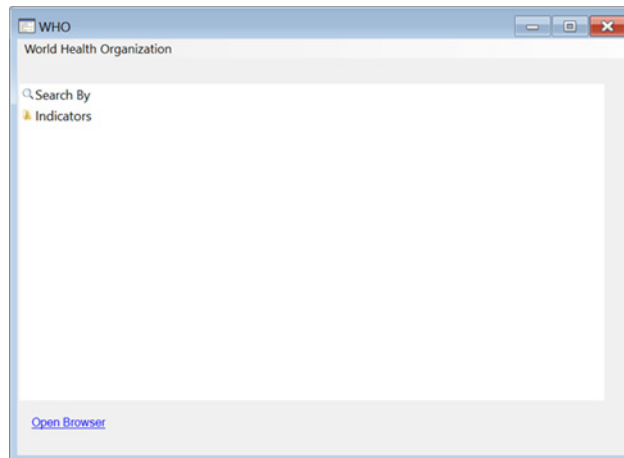 WHO
World Health Organization
Search By
Indicators
Open Browser